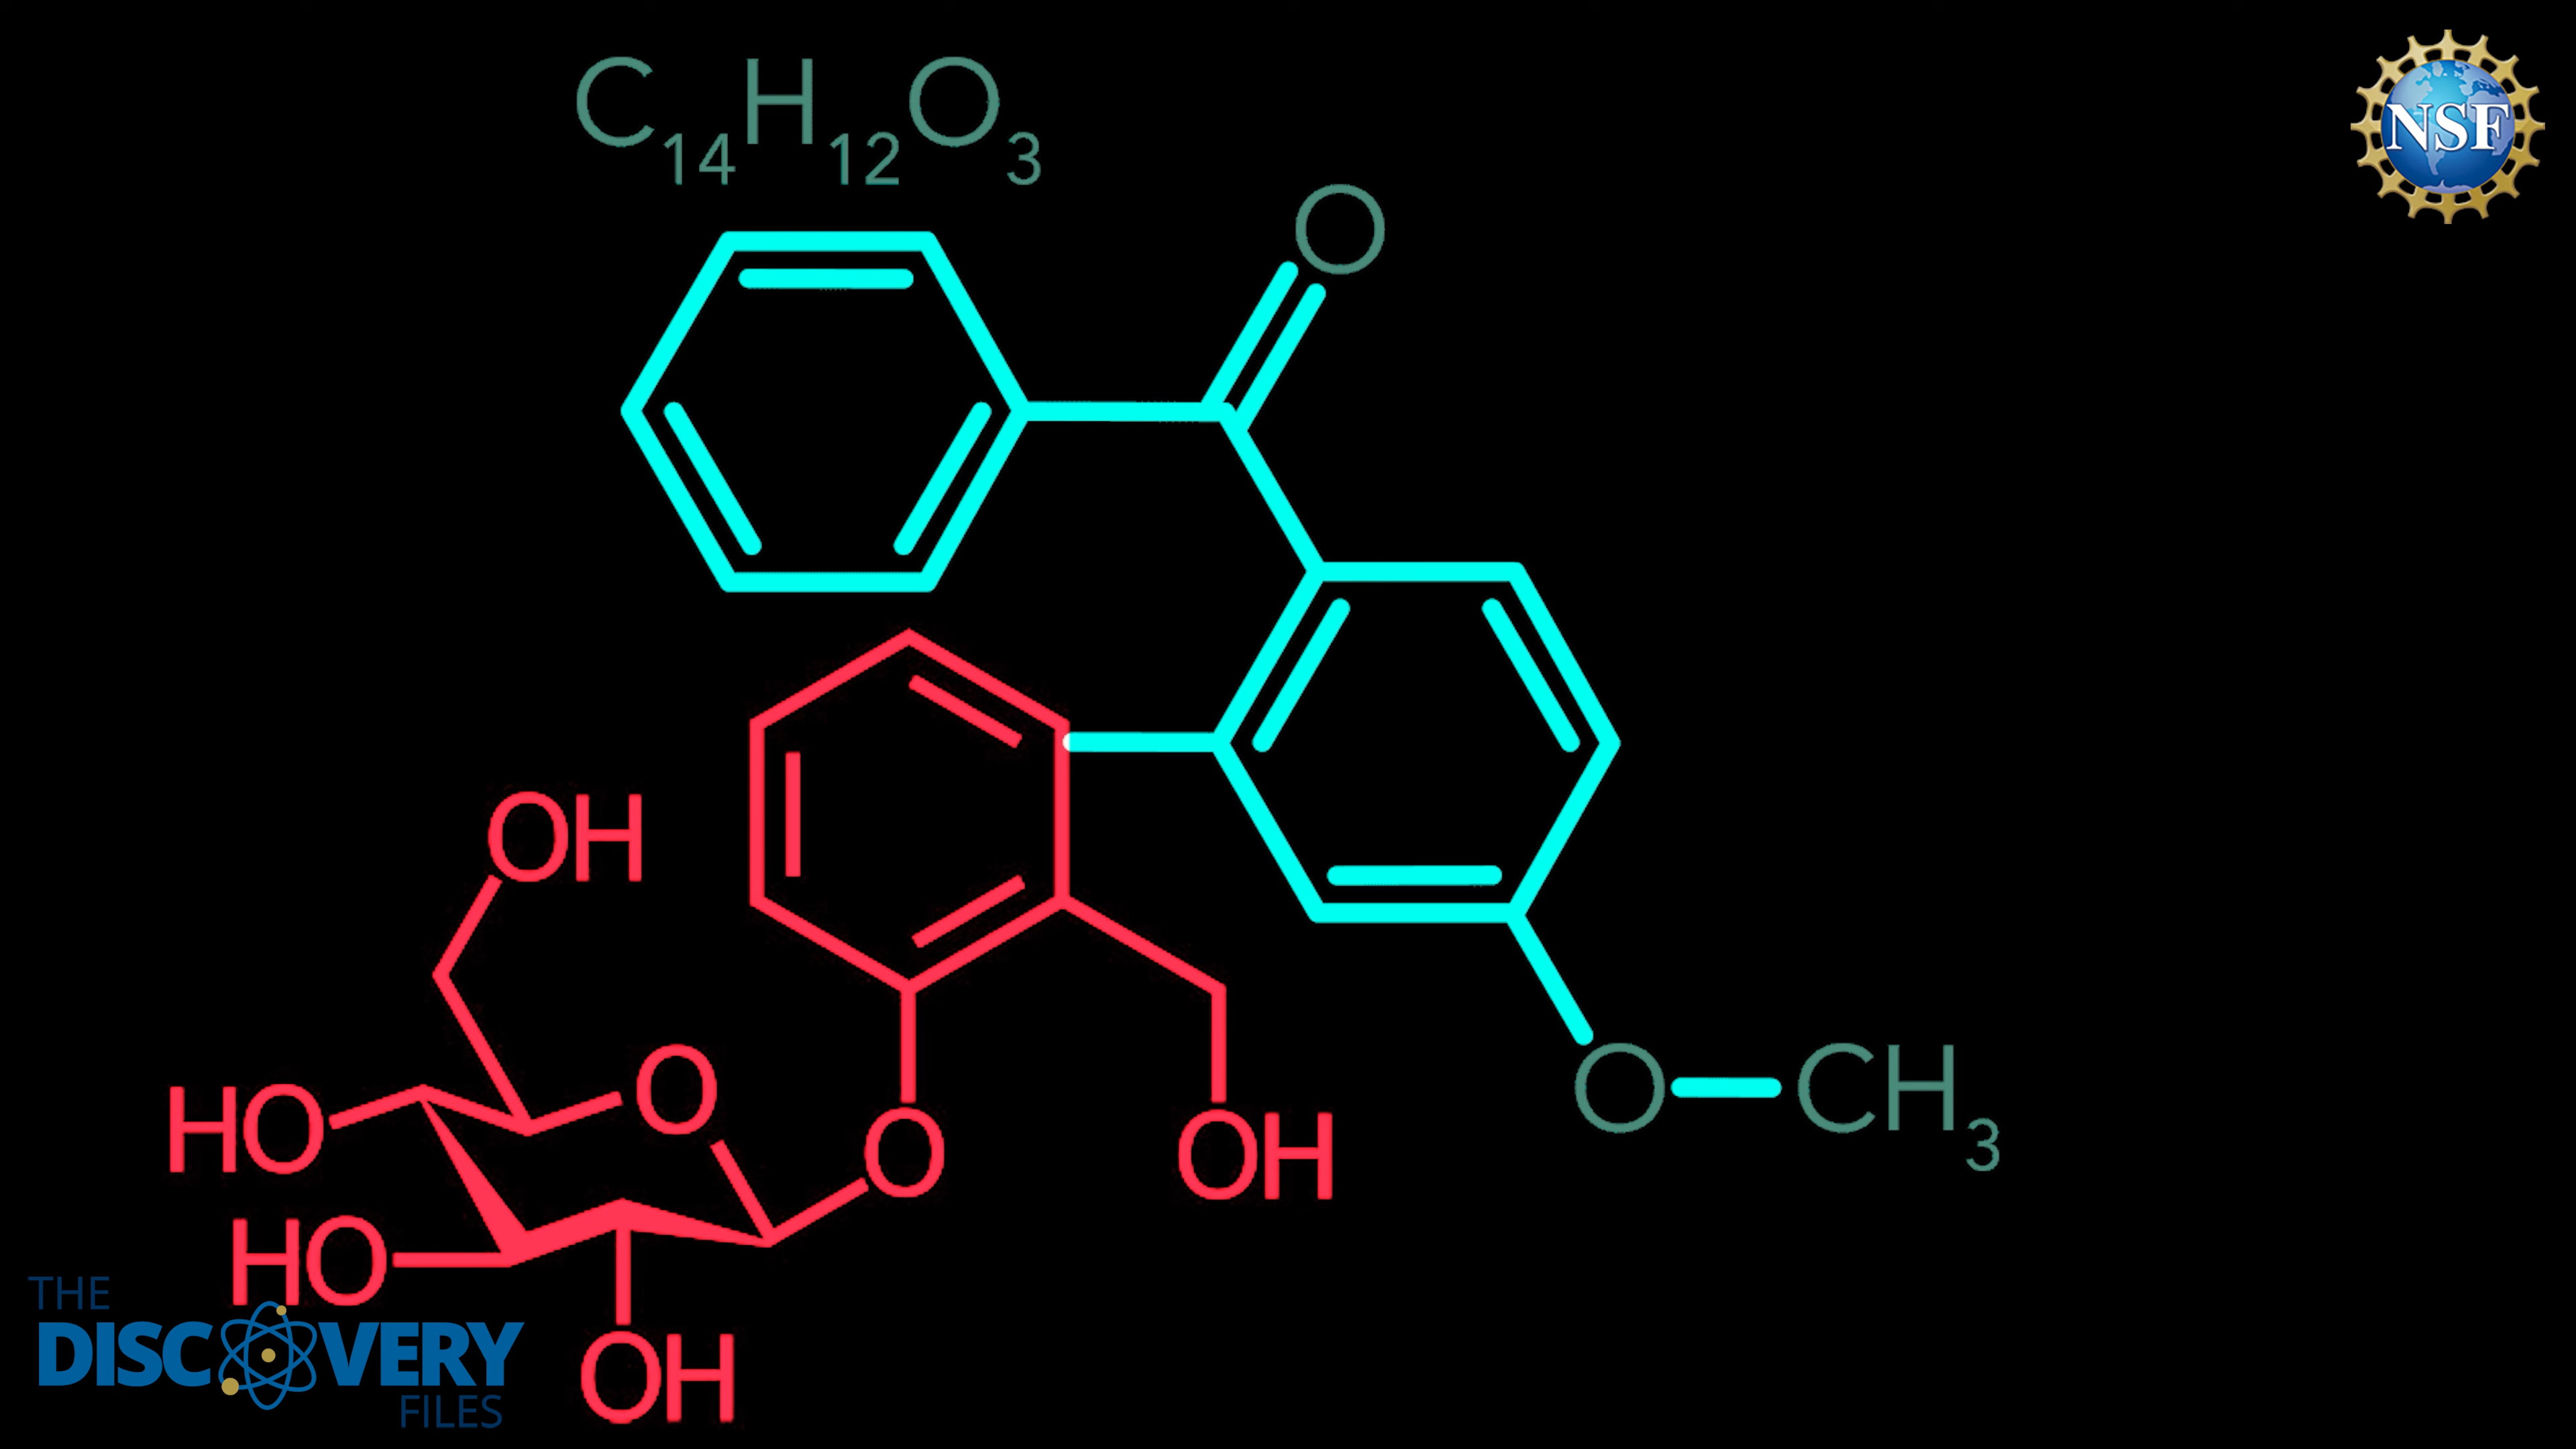 C14H12O3
NSF
O
OH
O
HO
O
O—CH3
OH
HO
OH
THE
DISCOVERY
FILES